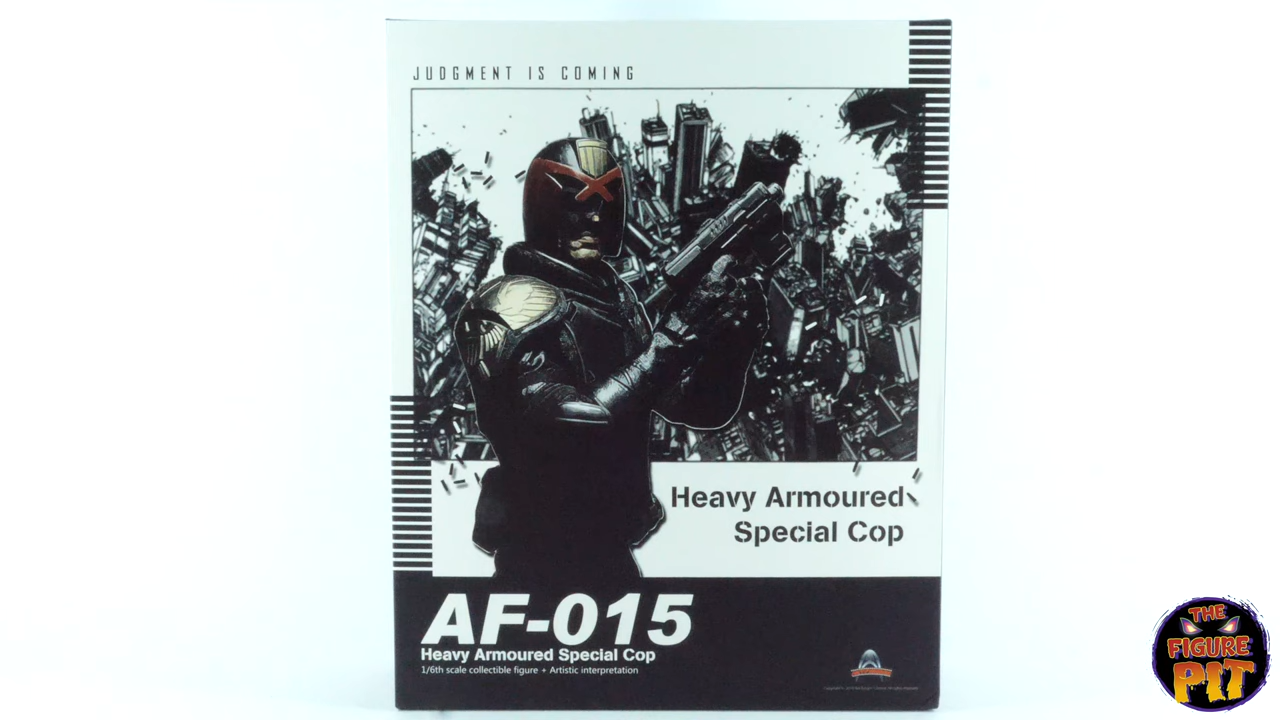 JUDGMENT IS COMING
Heavy Armoured
Special Cop
AF-015
Heavy Armoured Special Cop
1/6th scale collectible figure + Artistic interpretation
THE
FIGURE
PIT